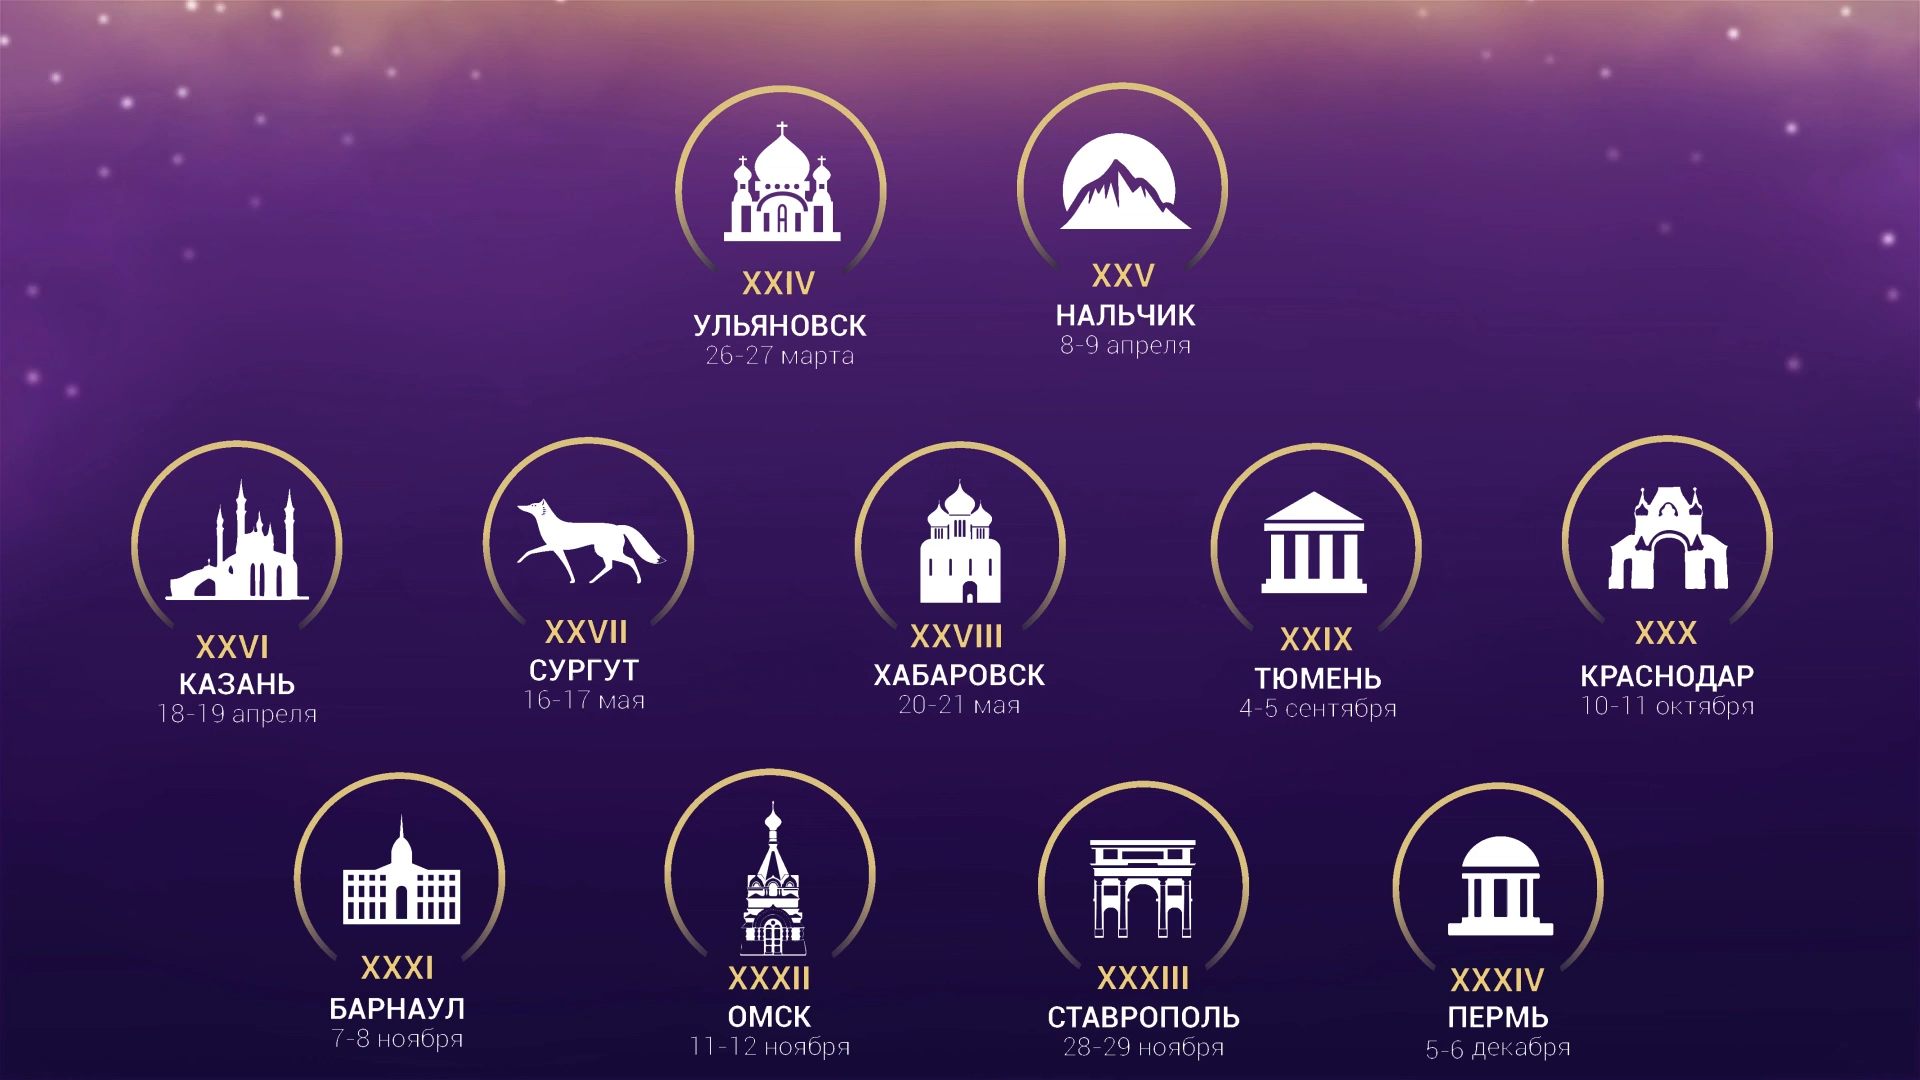 XXIV
УЛЬЯНОВСК
26-27 марта
XXV
НАЛЬЧИК
8-9 апреля
XXVI
КАЗАНЬ
18-19 апреля
XXVII
СУРГУТ
16-17 мая
XXVIII
ХАБАРОВСК
20-21 мая
XXIX
ТЮМЕНЬ
4-5 сентября
XXX
КРАСНОДАР
10-11 октября
XXXI
БАРНАУЛ
7-8 ноября
XXXII
ОМСК
11-12 ноября
XXXIII
СТАВРОПОЛЬ
28-29 ноября
XXXIV
ПЕРМЬ
5-6 декабря